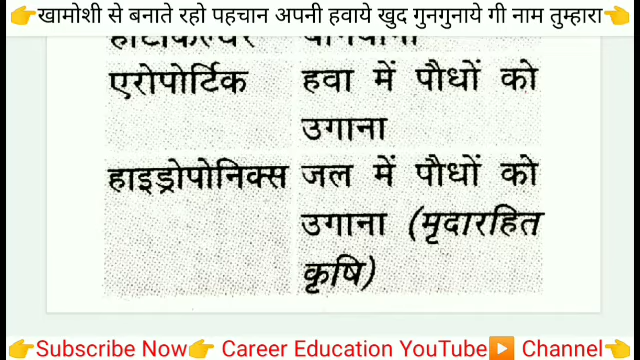 👉खामोशी से बनाते रहो पहचान अपनी हवाये खुद गुनगुनाये गी नाम तुम्हारा👈
एरोपोर्टिक हवा में पौधों को
उगाना
हाइड्रोपोनिक्स जल में पौधों को
उगाना (मृदारहित
कृषि)
👉Subscribe Now👉 Career Education YouTube▶️ Channel👈